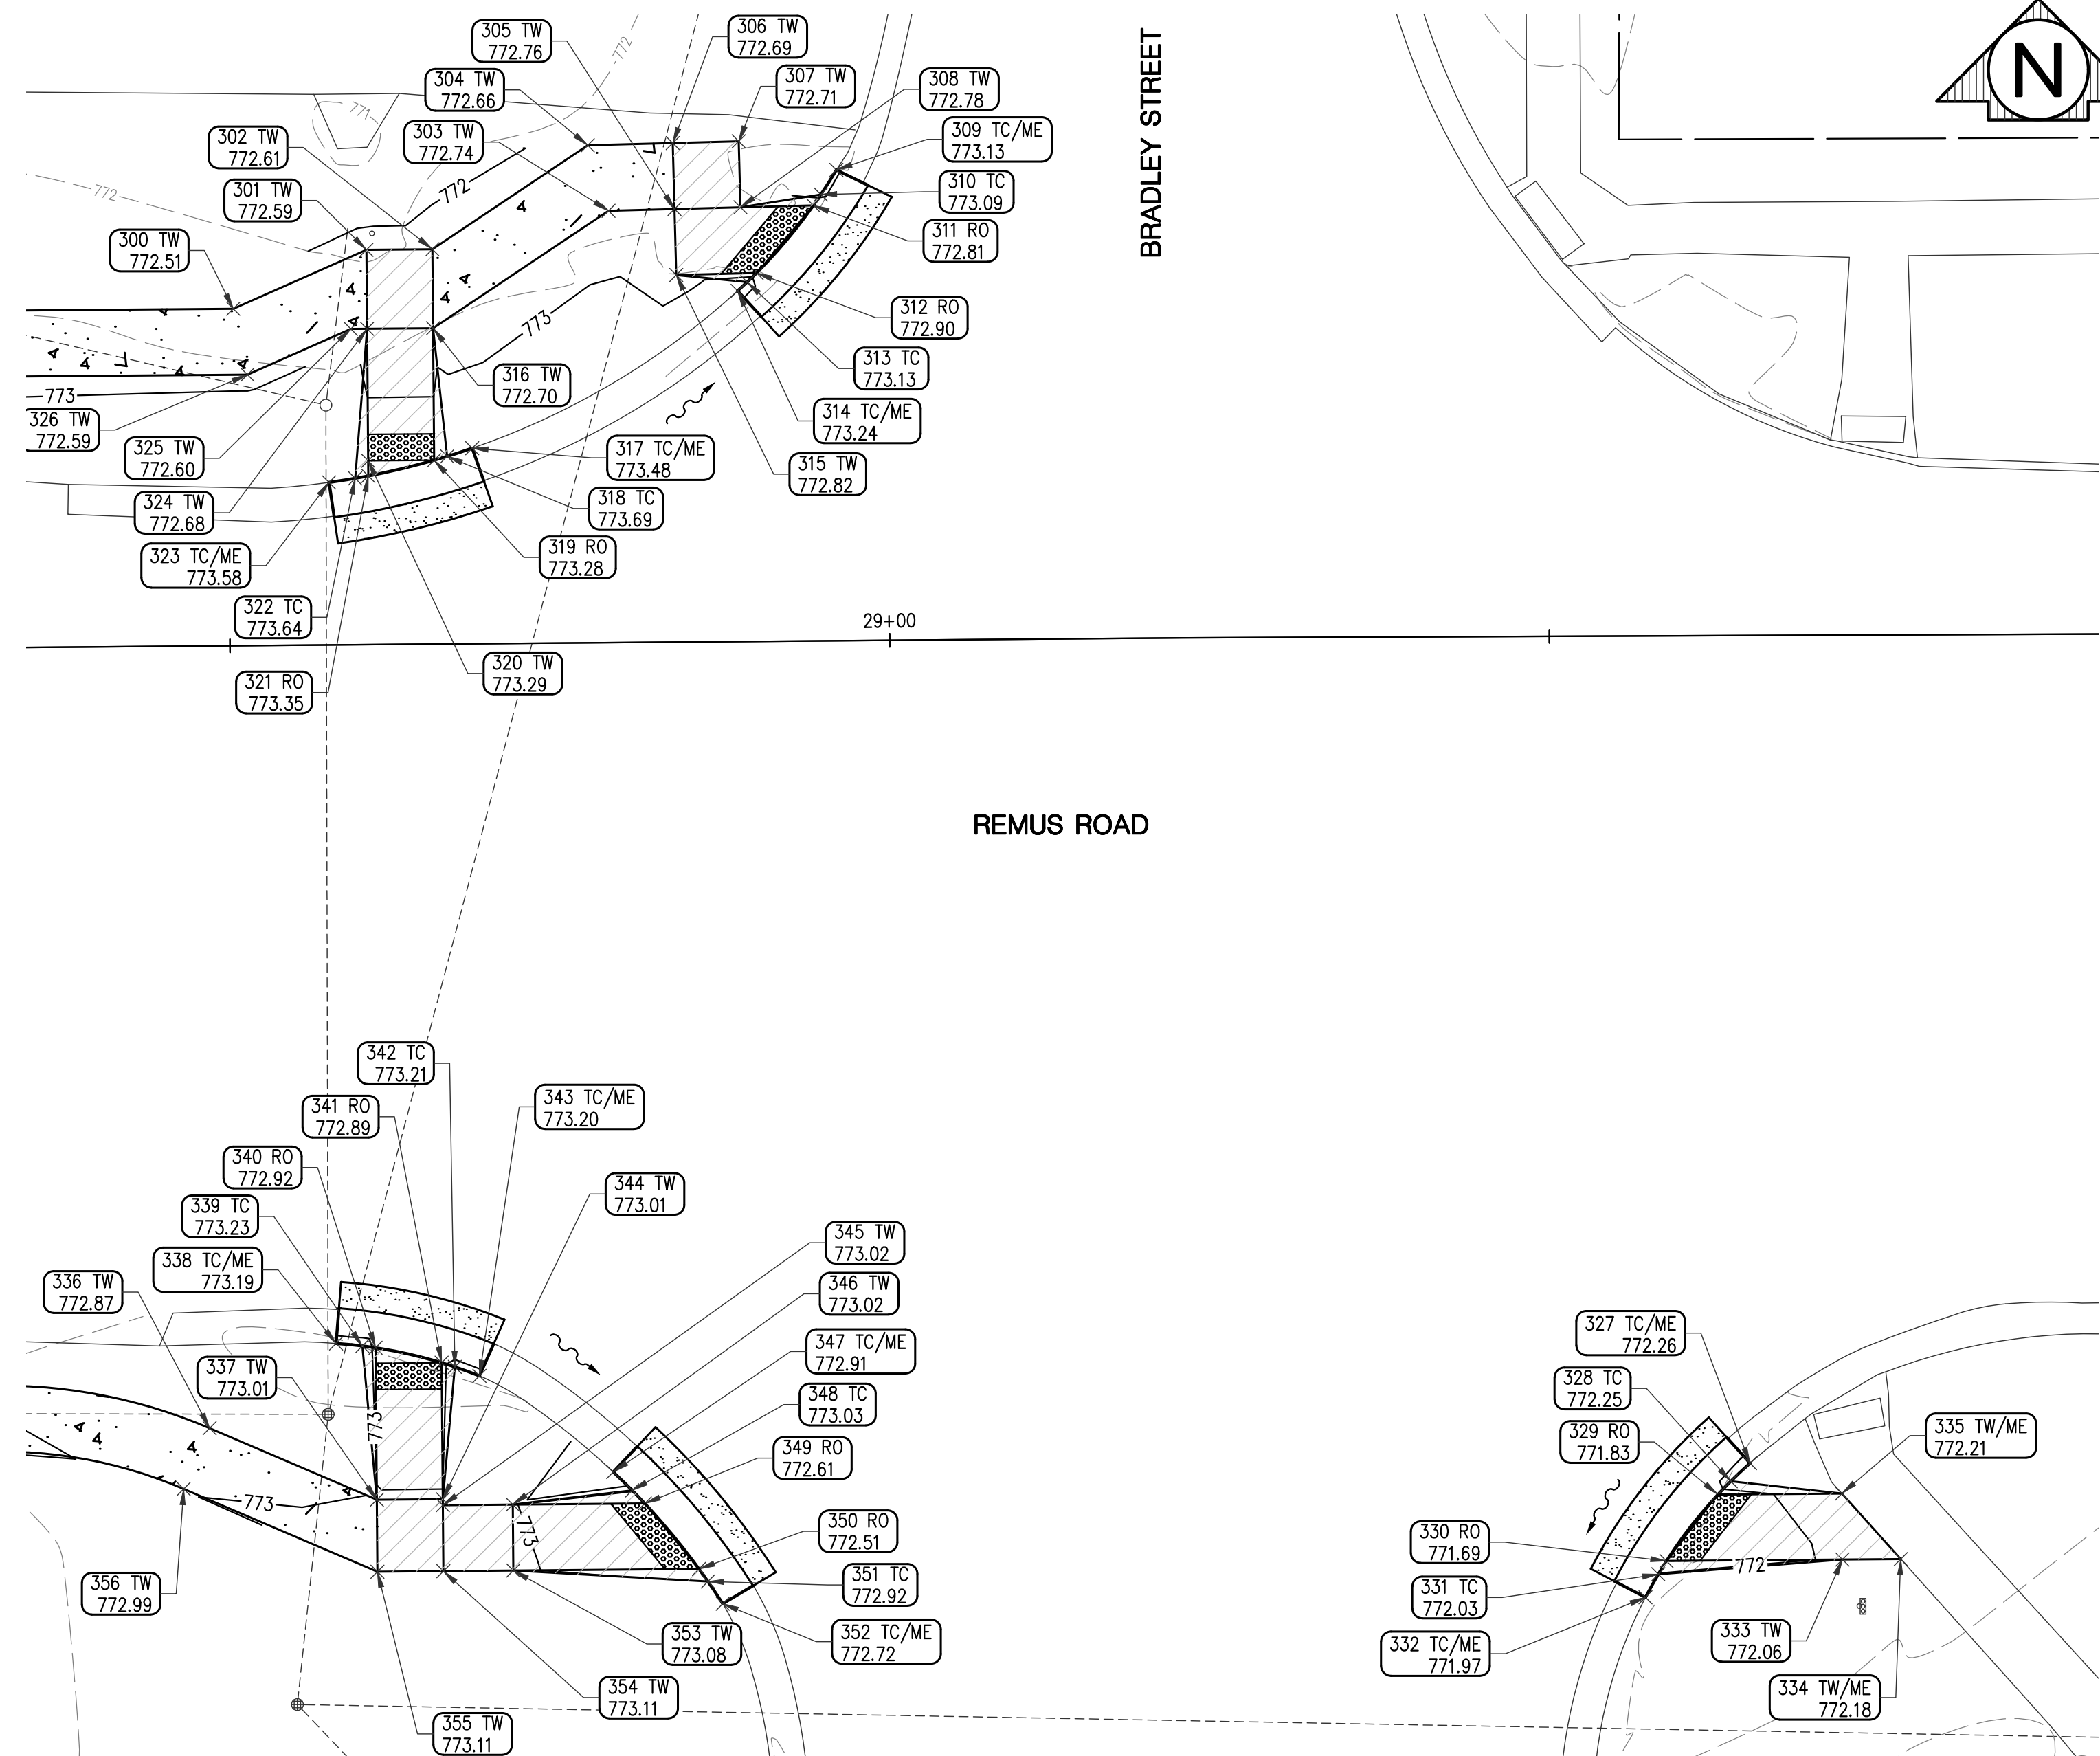 305 TW
772.76
306 TW
772.69
772
304 TW
772.66
307 TW
772.71
308 TW
772.78
BRADLEY STREET
N
771
302 TW
772.61
303 TW
772.74
309 TC/ME
773.13
772
772
301 TW
772.59
310 TC
773.09
300 TW
772.51
311 RO
772.81
312 RO
772.90
773
313 TC
773.13
316 TW
772.70
773
326 TW
772.59
314 TC/ME
773.24
325 TW
772.60
317 TC/ME
773.48
315 TW
772.82
324 TW
772.68
318 TC
773.69
323 TC/ME
773.58
319 RO
773.28
322 TC
773.64
29+00
320 TW
773.29
321 RO
773.35
REMUS ROAD
342 TC
773.21
343 TC/ME
773.20
341 RO
772.89
340 RO
772.92
344 TW
773.01
339 TC
773.23
345 TW
773.02
338 TC/ME
773.19
336 TW
772.87
346 TW
773.02
327 TC/ME
772.26
347 TC/ME
772.91
337 TW
773.01
328 TC
772.25
348 TC
773.03
773
329 RO
771.83
335 TW/ME
772.21
349 RO
772.61
773
773
350 RO
772.51
330 RO
771.69
772
356 TW
772.99
351 TC
772.92
331 TC
772.03
353 TW
773.08
352 TC/ME
772.72
332 TC/ME
771.97
333 TW
772.06
354 TW
773.11
334 TW/ME
772.18
355 TW
773.11